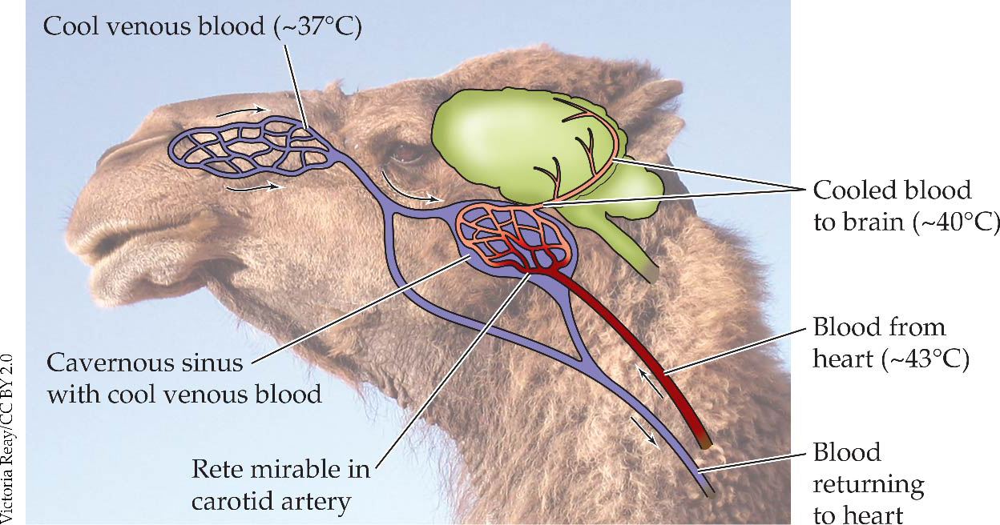 Cool venous blood (~37°C)
Cooled blood
to brain (~40°C)
Blood from
heart (~43°C)
Cavernous sinus
with cool venous blood
Rete mirable in
carotid artery
Blood
returning
to heart
Victoria Reay/CC BY 2.0